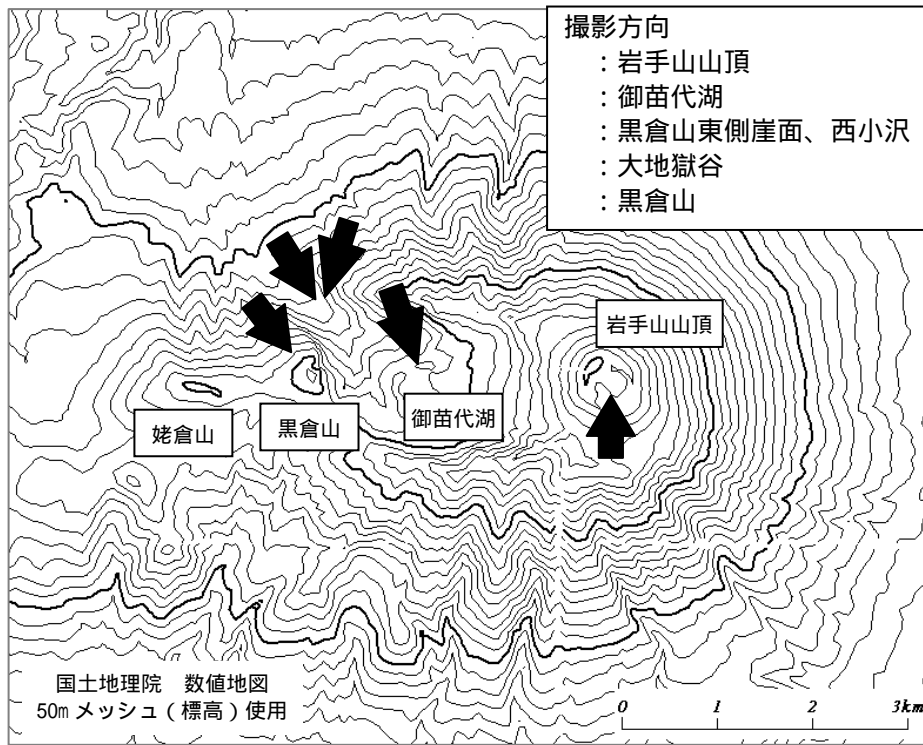 撮影方向
：岩手山山頂
：御苗代湖
：黒倉山東側崖面、西小沢
：大地獄谷
：黒倉山
岩手山山頂
姥倉山
黒倉山
御苗代湖
国土地理院　数値地図
50m メッシュ（標高）使用
0 1 2 3km